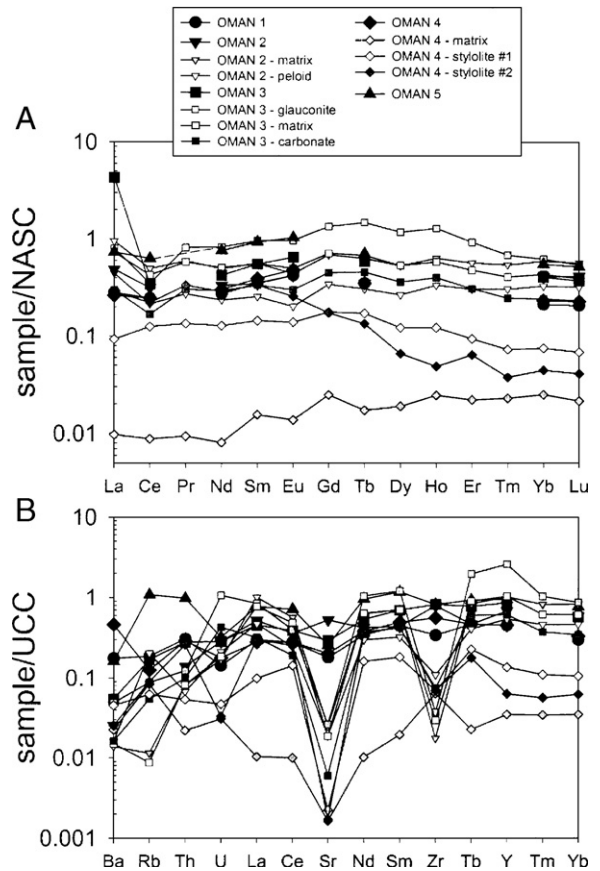 OMAN 1
OMAN 2
OMAN 2 - matrix
OMAN 2 - peloid
OMAN 3
OMAN 3 - glauconite
OMAN 3 - matrix
OMAN 3 - carbonate
OMAN 4
OMAN 4 - matrix
OMAN 4 - stylolite #1
OMAN 4 - stylolite #2
OMAN 5
A
10
1
0.1
0.01
sample/NASC
La Ce Pr Nd Sm Eu Gd Tb Dy Ho Er Tm Yb Lu
B
10
1
0.1
0.01
0.001
sample/UCC
Ba Rb Th U La Ce Sr Nd Sm Zr Tb Y Tm Yb